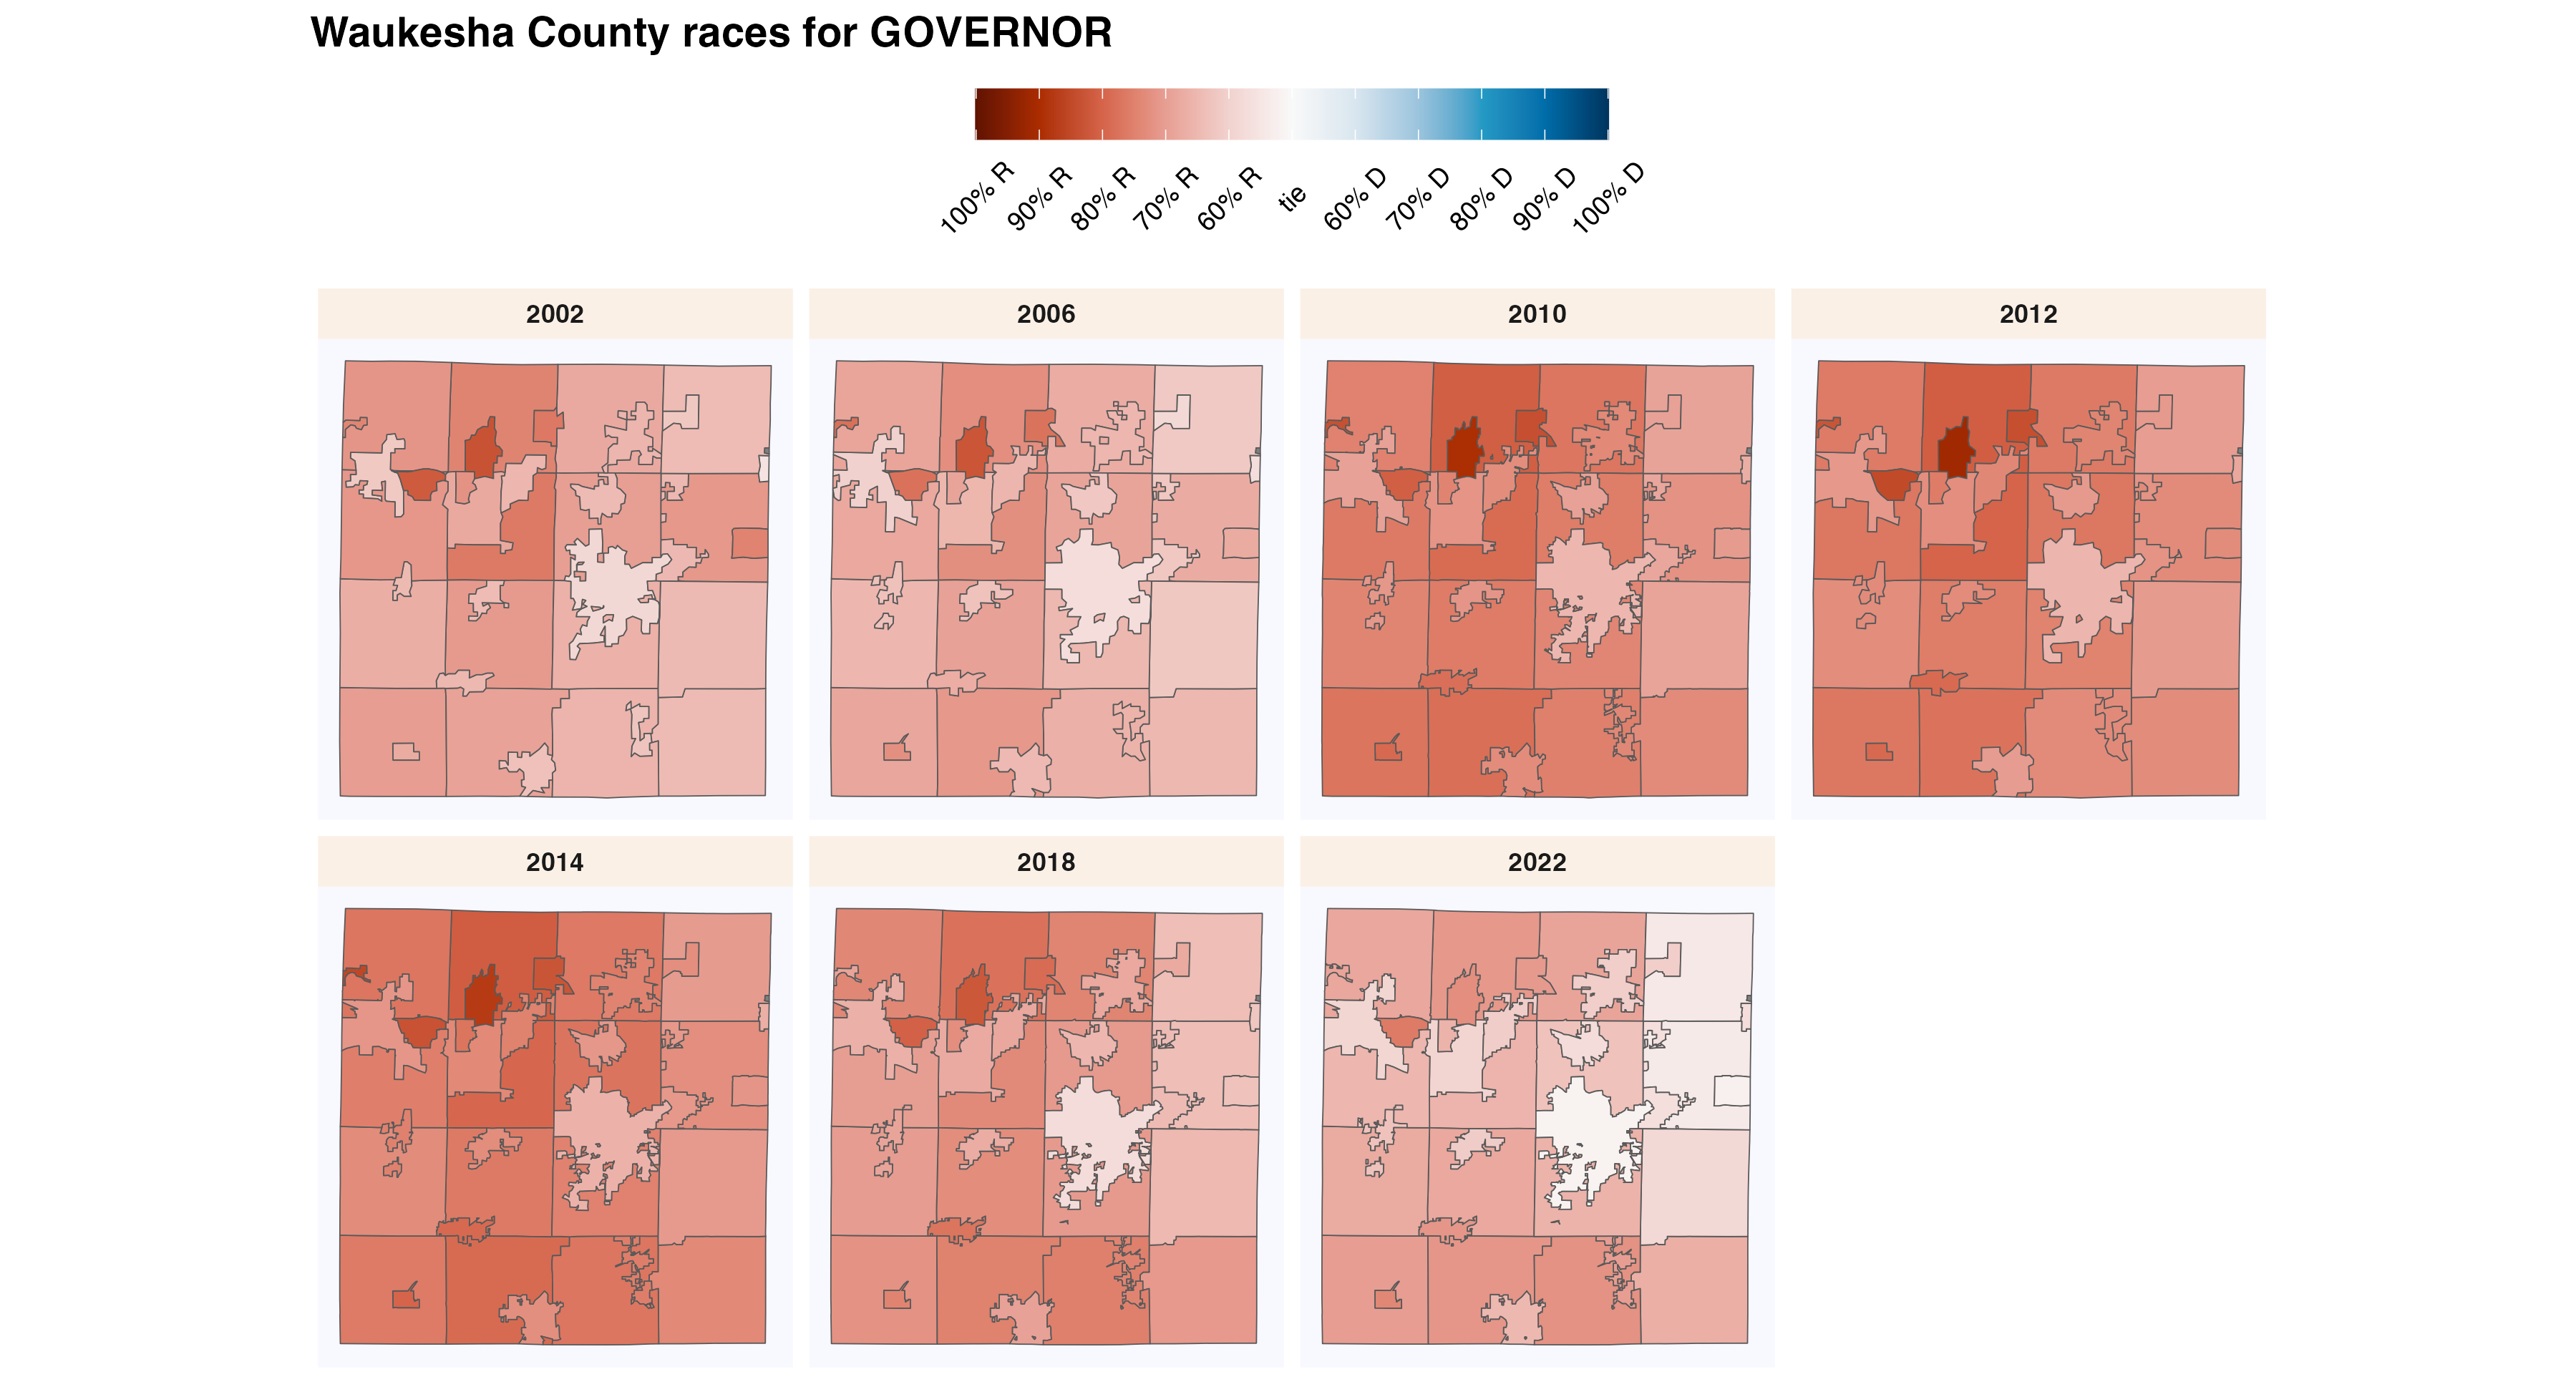 Waukesha County races for GOVERNOR
100% R
90% R
80% R
70% R
60% R
tie
60% D
70% D
80% D
90% D
100% D
2002
2006
2010
2012
2014
2018
2022